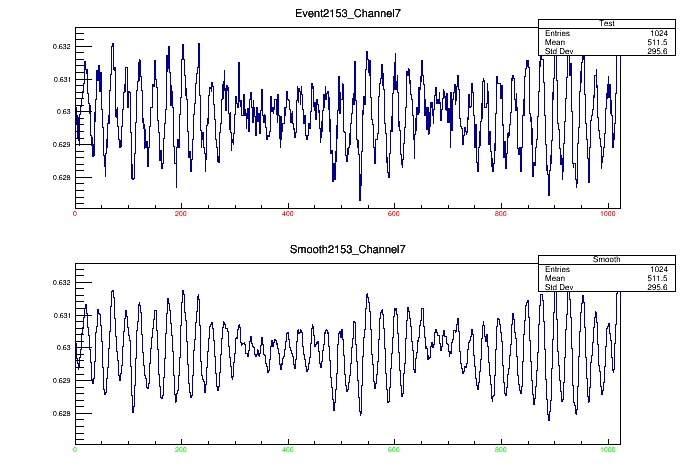 Event2153_Channel7
Test
Entries 1024
Mean 511.5
Std Dev 295.6
0.632
0.631
0.63
0.629
0.628
0 200 400 600 800 1000
Smooth2153_Channel7
Smooth
Entries 1024
Mean 511.5
Std Dev 295.6
0.632
0.631
0.63
0.629
0.628
0 200 400 600 800 1000